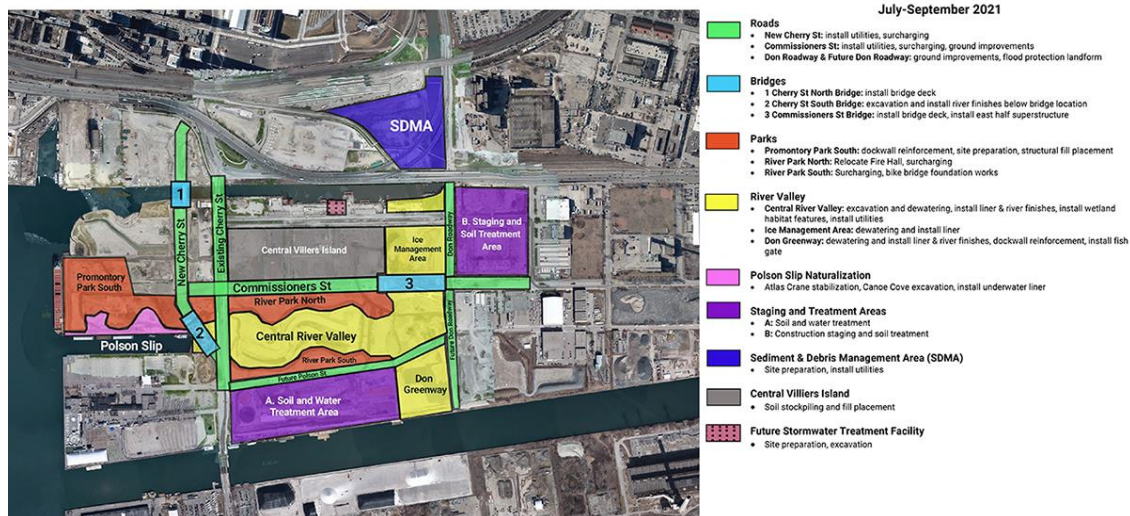 July-September 2021
Roads
• New Cherry St: install utilities, surcharging
• Commissioners St: install utilities, surcharging, ground improvements
• Don Roadway & Future Don Roadway: ground improvements, flood protection landform
Bridges
• 1 Cherry St North Bridge: install bridge deck
• 2 Cherry St South Bridge: excavation and install river finishes below bridge location
• 3 Commissioners St Bridge: install bridge deck, install east half superstructure
Parks
• Promontory Park South: dockwall reinforcement, site preparation, structural fill placement
• River Park North: Relocate Fire Hall, surcharging
• River Park South: Surcharging, bike bridge foundation works
River Valley
• Central River Valley: excavation and dewatering, install liner & river finishes, install wetland
habitat features, install utilities
• Ice Management Area: dewatering and install liner
• Don Greenway: dewatering and install liner & river finishes, dockwall reinforcement, install fish
gate
Polson Slip Naturalization
• Atlas Crane stabilization, Canoe Cove excavation, install underwater liner
Staging and Treatment Areas
• A: Soil and water treatment
• B: Construction staging and soil treatment
Sediment & Debris Management Area (SDMA)
• Site preparation, install utilities
Central Villiers Island
• Soil stockpiling and fill placement
Future Stormwater Treatment Facility
• Site preparation, excavation
SDMA
1
New Cherry St
Existing Cherry St
Don Roadway
B. Staging and
Soil Treatment
Area
Central Villers Island
Ice
Management
Area
Promontory
Park South
Commissioners St
3
River Park North
2
Central River Valley
Future Don Roadway
Polson Slip
River Park South
Future Polson St
Don
Greenway
A. Soil and Water
Treatment Area